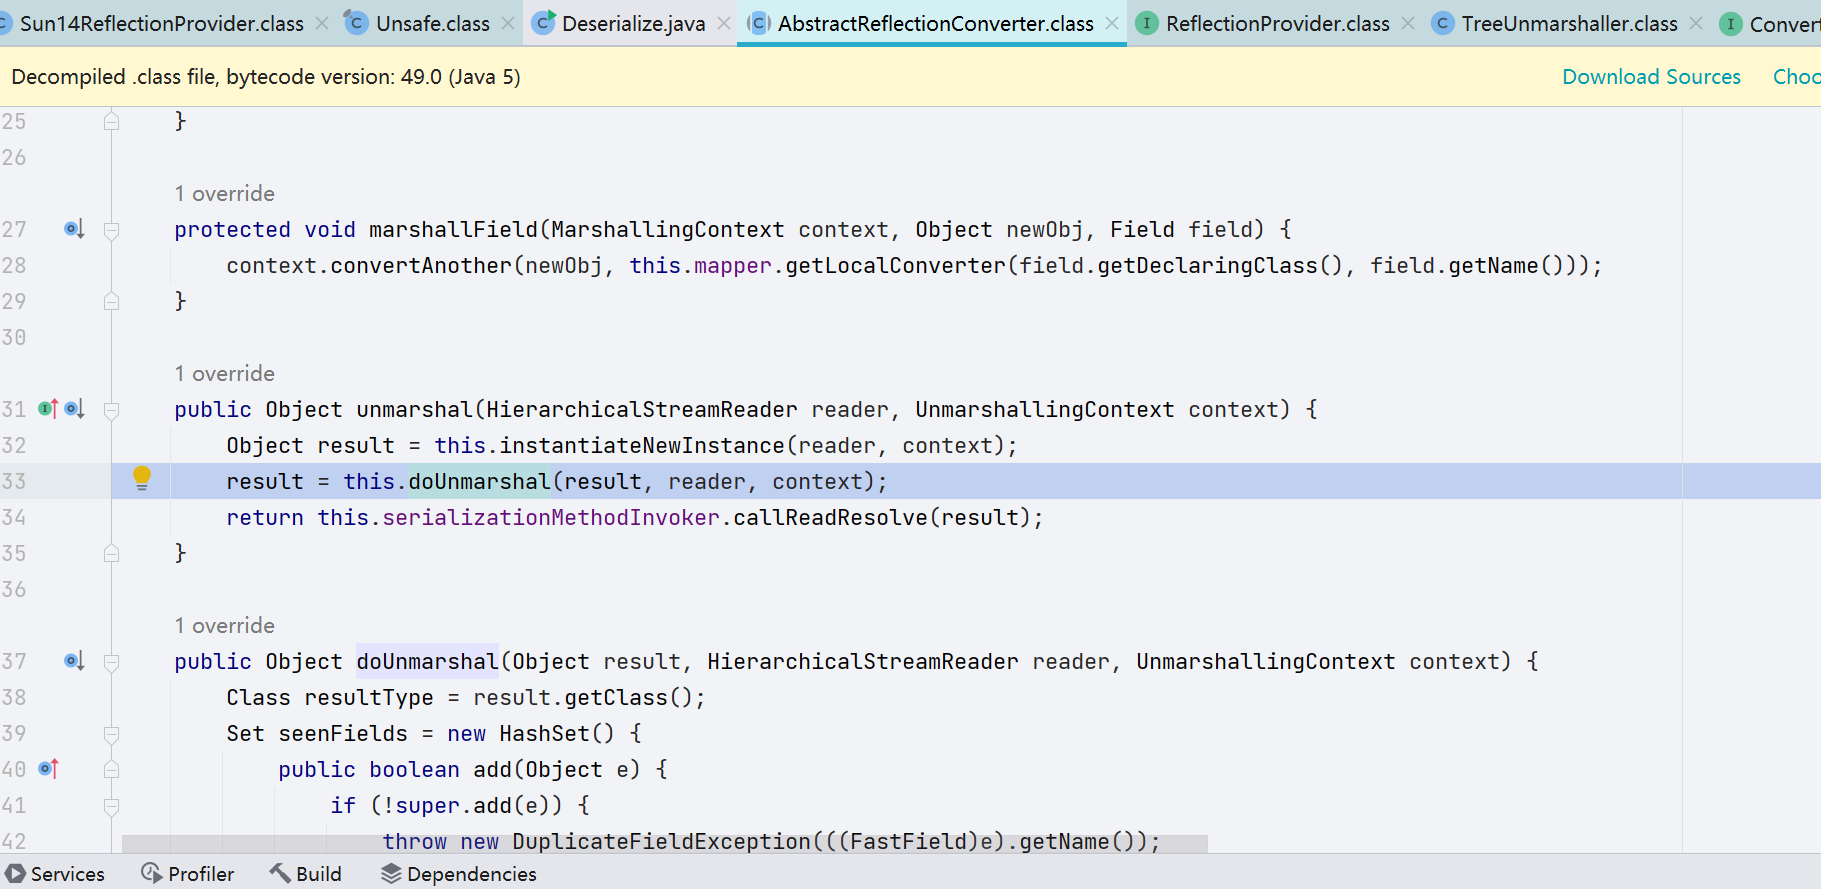 Sun14ReflectionProvider.class Unsafe.class Deserialize.java AbstractReflectionConverter.class ReflectionProvider.class TreeUnmarshaller.class
Decompiled .class file, bytecode version: 49.0 (Java 5) Download Sources
25 }
26
1 override
27 protected void marshallField(MarshallingContext context, Object newObj, Field field) {
28 context.convertAnother(newObj, this.mapper.getLocalConverter(field.getDeclaringClass(), field.getName()));
29 }
30
1 override
31 public Object unmarshal(HierarchicalStreamReader reader, UnmarshallingContext context) {
32 Object result = this.instantiateNewInstance(reader, context);
33 result = this.doUnmarshal(result, reader, context);
34 return this.serializationMethodInvoker.callReadResolve(result);
35 }
36
1 override
37 public Object doUnmarshal(Object result, HierarchicalStreamReader reader, UnmarshallingContext context) {
38 Class resultType = result.getClass();
39 Set seenFields = new HashSet() {
40 public boolean add(Object e) {
41 if (!super.add(e)) {
42 throw new DuplicateFieldException(((FastField)e).getName());
Services Profiler Build Dependencies